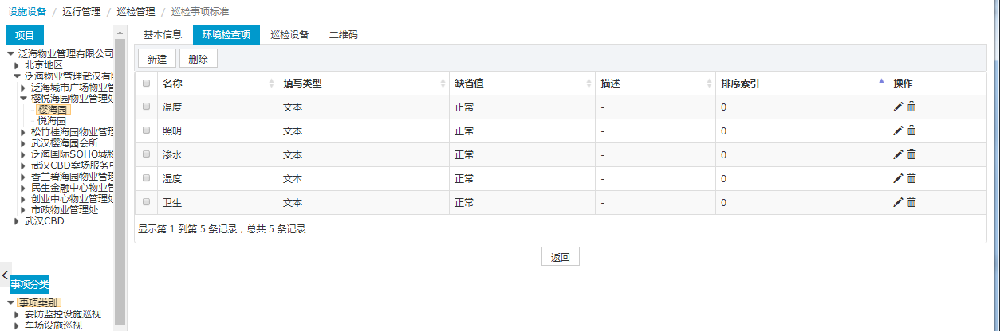 设施设备 / 运行管理 / 巡检管理 / 巡检事项标准
项目
泛海物业管理有限公司
北京地区
泛海物业管理武汉有限
泛海城市广场物业管
樱悦海园物业管理处
樱海园
悦海园
松竹桂海园物业管理
武汉樱海园会所
泛海国际SOHO城物
武汉CBD案场服务中
香兰碧海园物业管理
民生金融中心物业管
创业中心物业管理处
市政物业管理处
武汉CBD
事项分类
事项类别
安防监控设施巡视
车场设施巡视
基本信息 环境检查项 巡检设备 二维码
新建 删除
名称 填写类型 缺省值 描述 排序索引 操作
温度 文本 正常 - 0
照明 文本 正常 - 0
渗水 文本 正常 - 0
湿度 文本 正常 - 0
卫生 文本 正常 - 0
显示第 1 到第 5 条记录，总共 5 条记录
返回